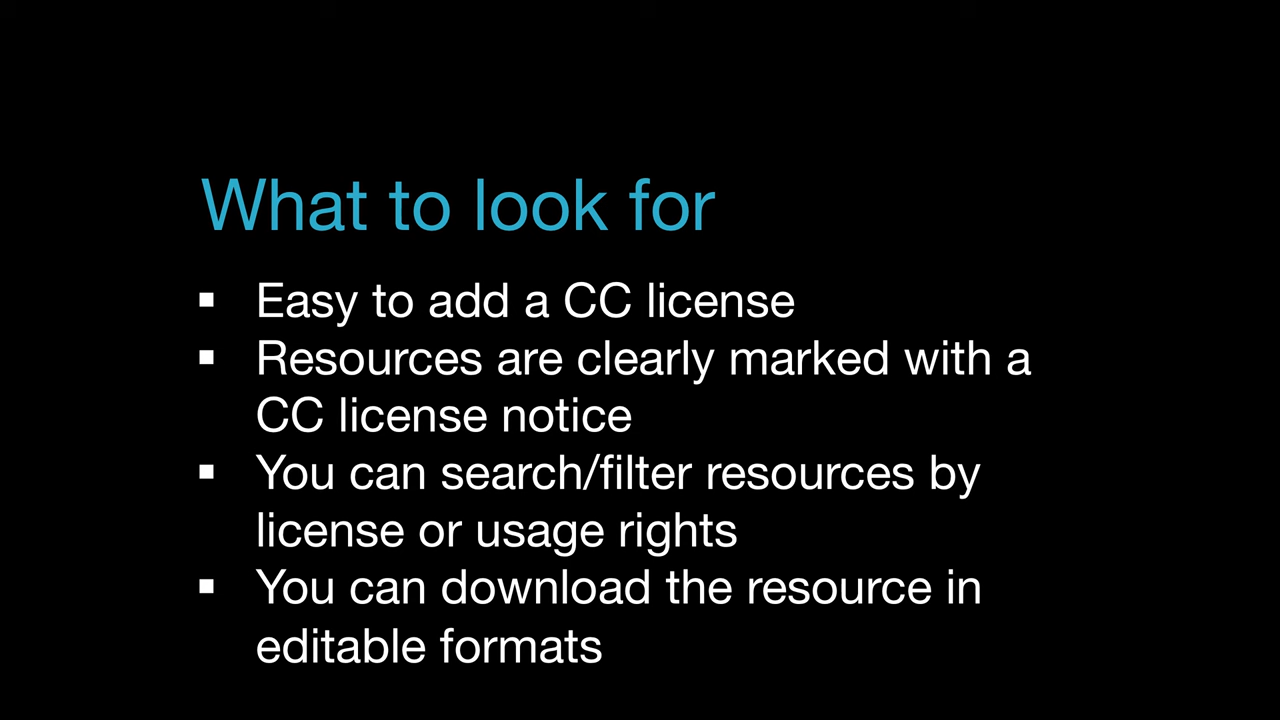 What to look for
▪ Easy to add a CC license
▪ Resources are clearly marked with a
CC license notice
▪ You can search/filter resources by
license or usage rights
▪ You can download the resource in
editable formats